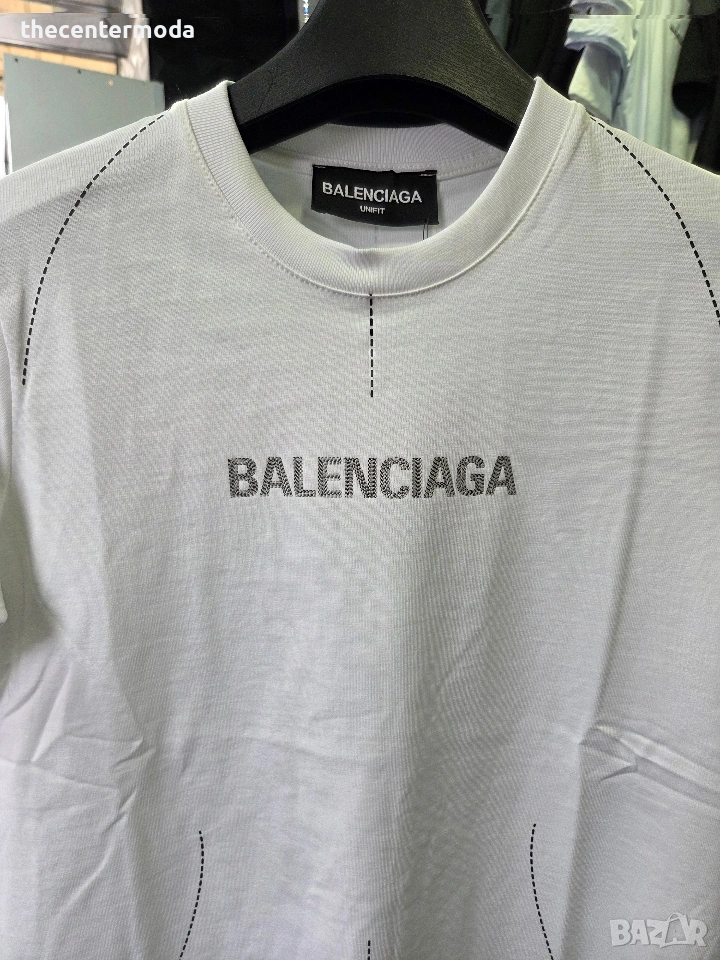 thecentermoda
BALENCIAGA
UNIFIT
BALENCIAGA
BAZAR